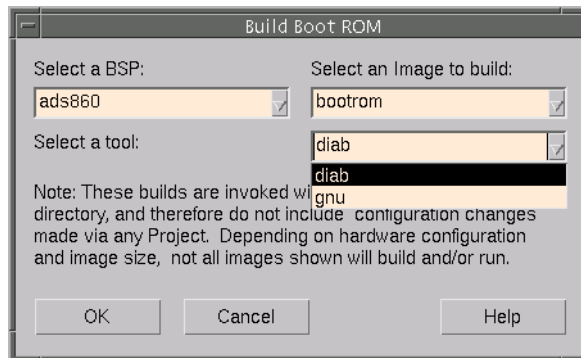 Build Boot ROM
Select a BSP:
Select an Image to build:
ads860
bootrom
Select a tool:
diab
diab
gnu
Note: These builds are invoked wi
directory, and therefore do not include configuration changes
made via any Project. Depending on hardware configuration
and image size, not all images shown will build and/or run.
OK
Cancel
Help